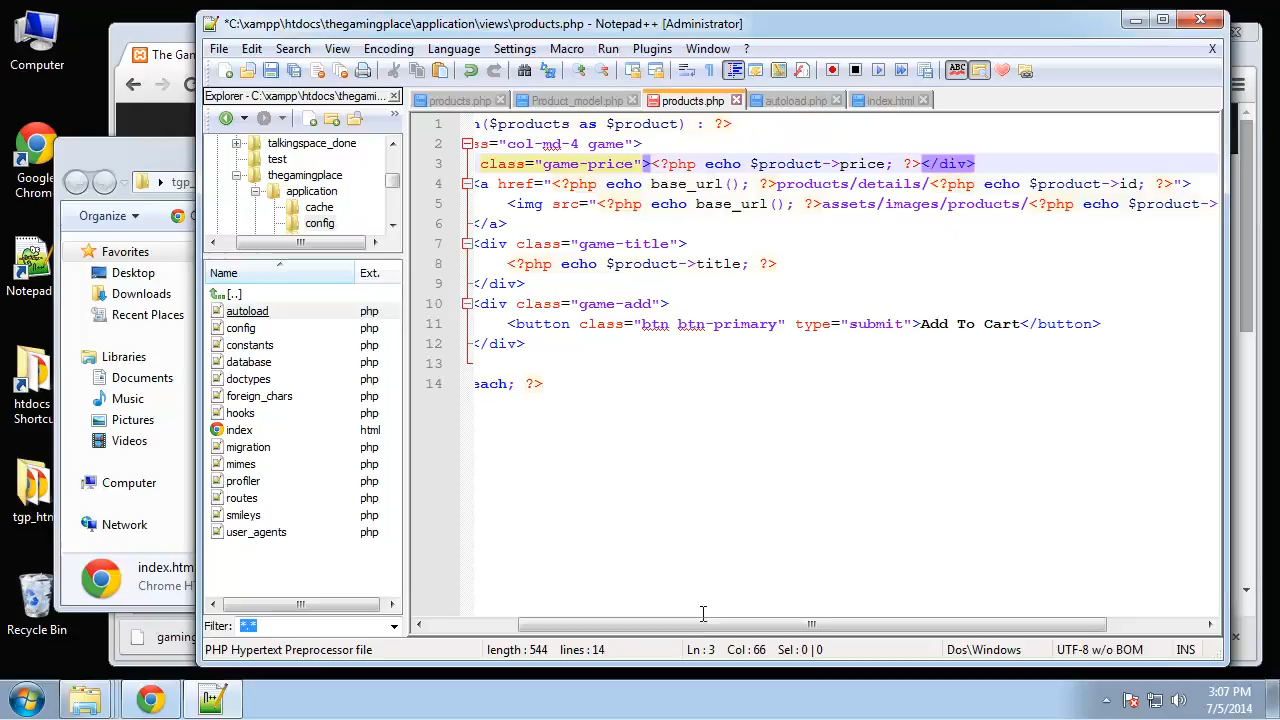 *C:\xampp\htdocs\thegamingplace\application\views\products.php - Notepad++ [Administrator]
File Edit Search View Encoding Language Settings Macro Run Plugins Window ? X
Explorer - C:\xampp\htdocs\thegami...
products.php Product_model.php products.php autoload.php index.html
talkingspace_done
test
thegamingplace
application
cache
config
Name Ext.
[..]
autoload php
config php
constants php
database php
doctypes php
foreign_chars php
hooks php
index html
migration php
mimes php
profiler php
routes php
smileys php
user_agents php
Filter: *.*
1 n($products as $product) : ?>
2 ss="col-md-4 game">
3 class="game-price"><?php echo $product->price; ?></div>
4 <a href="<?php echo base_url(); ?>products/details/<?php echo $product->id; ?>">
5 <img src="<?php echo base_url(); ?>assets/images/products/<?php echo $product->
6 </a>
7 <div class="game-title">
8 <?php echo $product->title; ?>
9 </div>
10 <div class="game-add">
11 <button class="btn btn-primary" type="submit">Add To Cart</button>
12 </div>
13
14 each; ?>
PHP Hypertext Preprocessor file length : 544 lines : 14 Ln : 3 Col : 66 Sel : 0 | 0 Dos\Windows UTF-8 w/o BOM INS
Computer
Google
Chrome
Notepad
htdocs
Shortcu
tgp_htn
Recycle Bin
The Gan
tgp_
Organize
Favorites
Desktop
Downloads
Recent Places
Libraries
Documents
Music
Pictures
Videos
Computer
Network
index.htm
Chrome HT
gaming
3:07 PM
7/5/2014